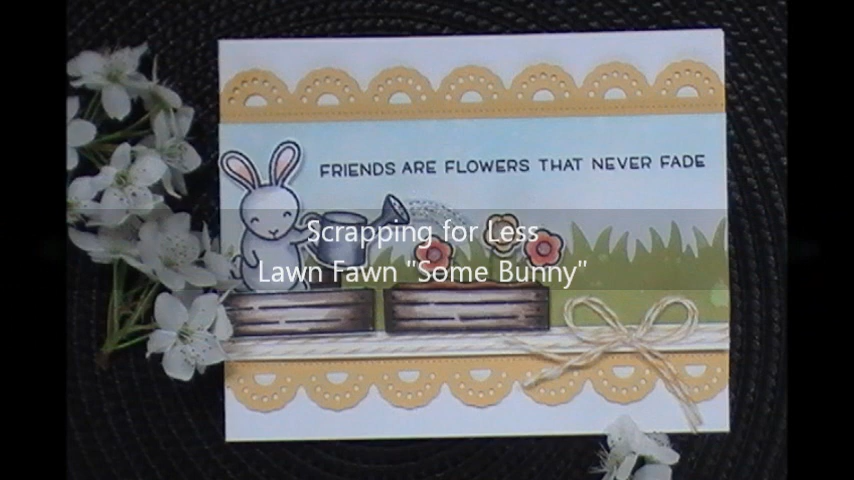 FRIENDS ARE FLOWERS THAT NEVER FADE
Scrapping for Less
Lawn Fawn "Some Bunny"